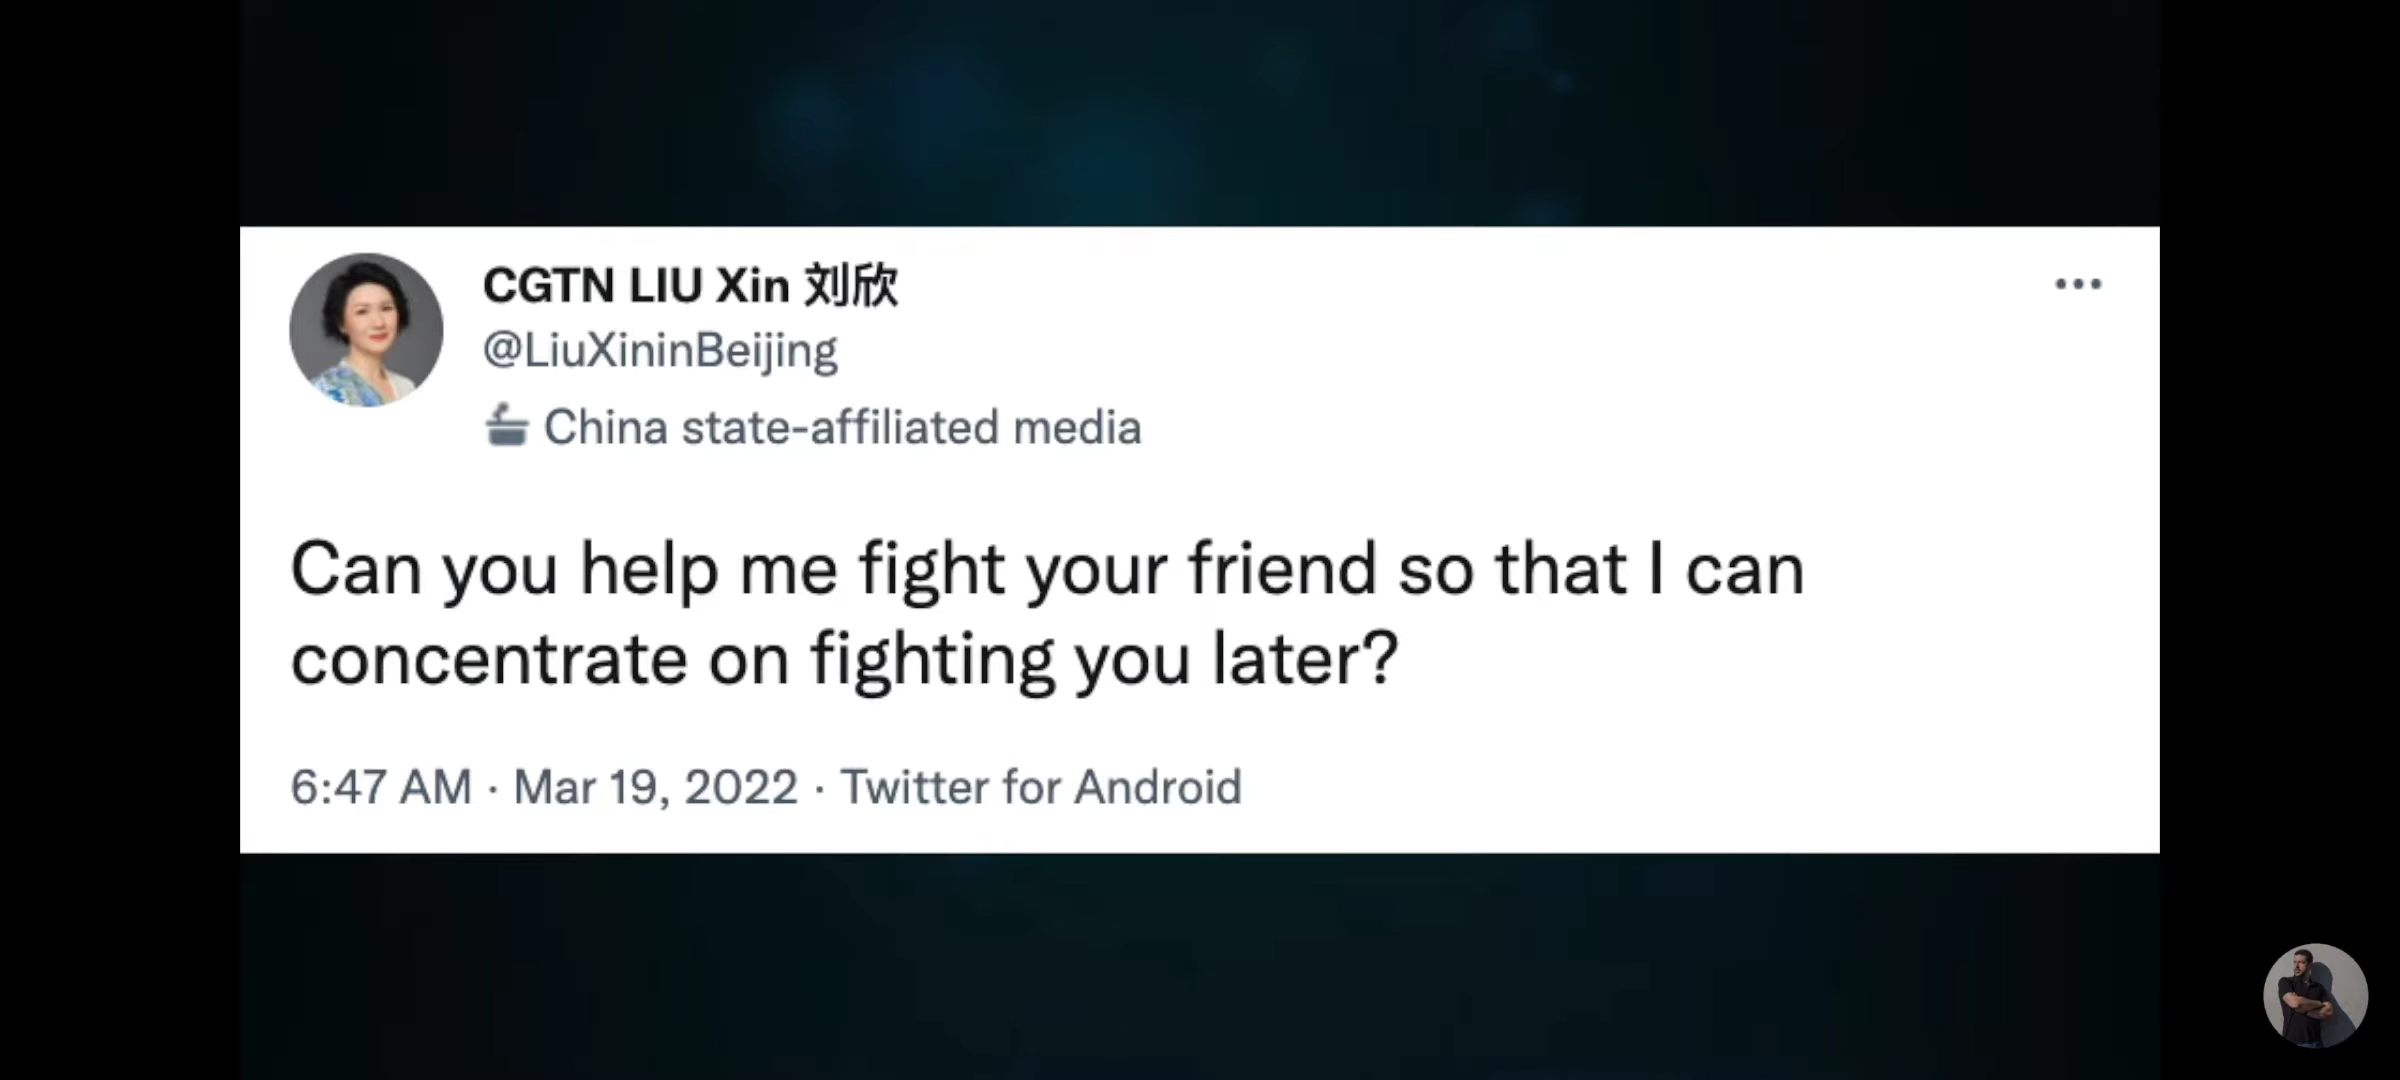 CGTN LIU Xin 刘欣
@LiuXininBeijing
China state-affiliated media
Can you help me fight your friend so that I can
concentrate on fighting you later?
6:47 AM · Mar 19, 2022 · Twitter for Android